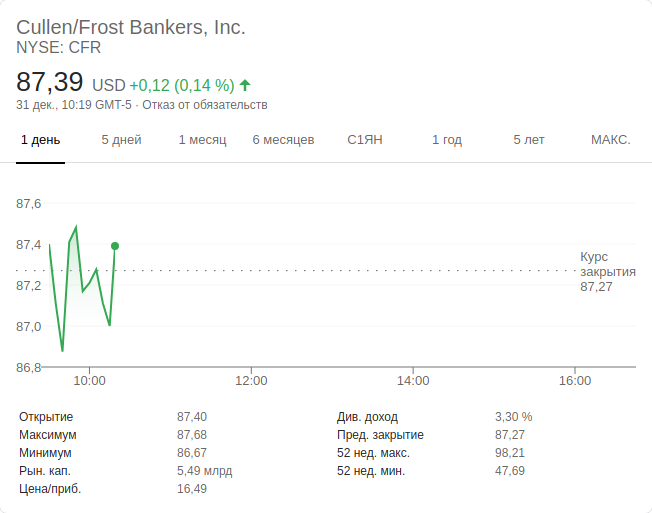 Cullen/Frost Bankers, Inc.
NYSE: CFR
87,39 USD +0,12 (0,14 %)
31 дек., 10:19 GMT-5 · Отказ от обязательств
1 день 5 дней 1 месяц 6 месяцев С1ЯН 1 год 5 лет МАКС.
87,6
87,4
87,2
87,0
86,8
Курс
закрытия
87,27
10:00 12:00 14:00 16:00
Открытие 87,40 Див. доход 3,30 %
Максимум 87,68 Пред. закрытие 87,27
Минимум 86,67 52 нед. макс. 98,21
Рын. кап. 5,49 млрд 52 нед. мин. 47,69
Цена/приб. 16,49